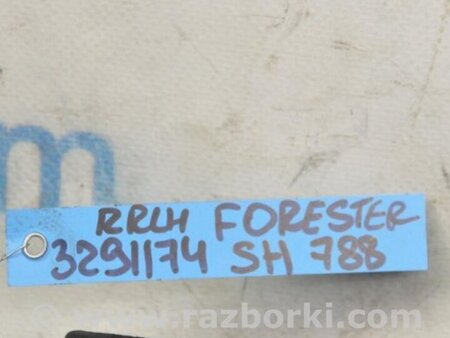 m
RRLH FORESTER
3291174 SH 788
© www.razborki.com